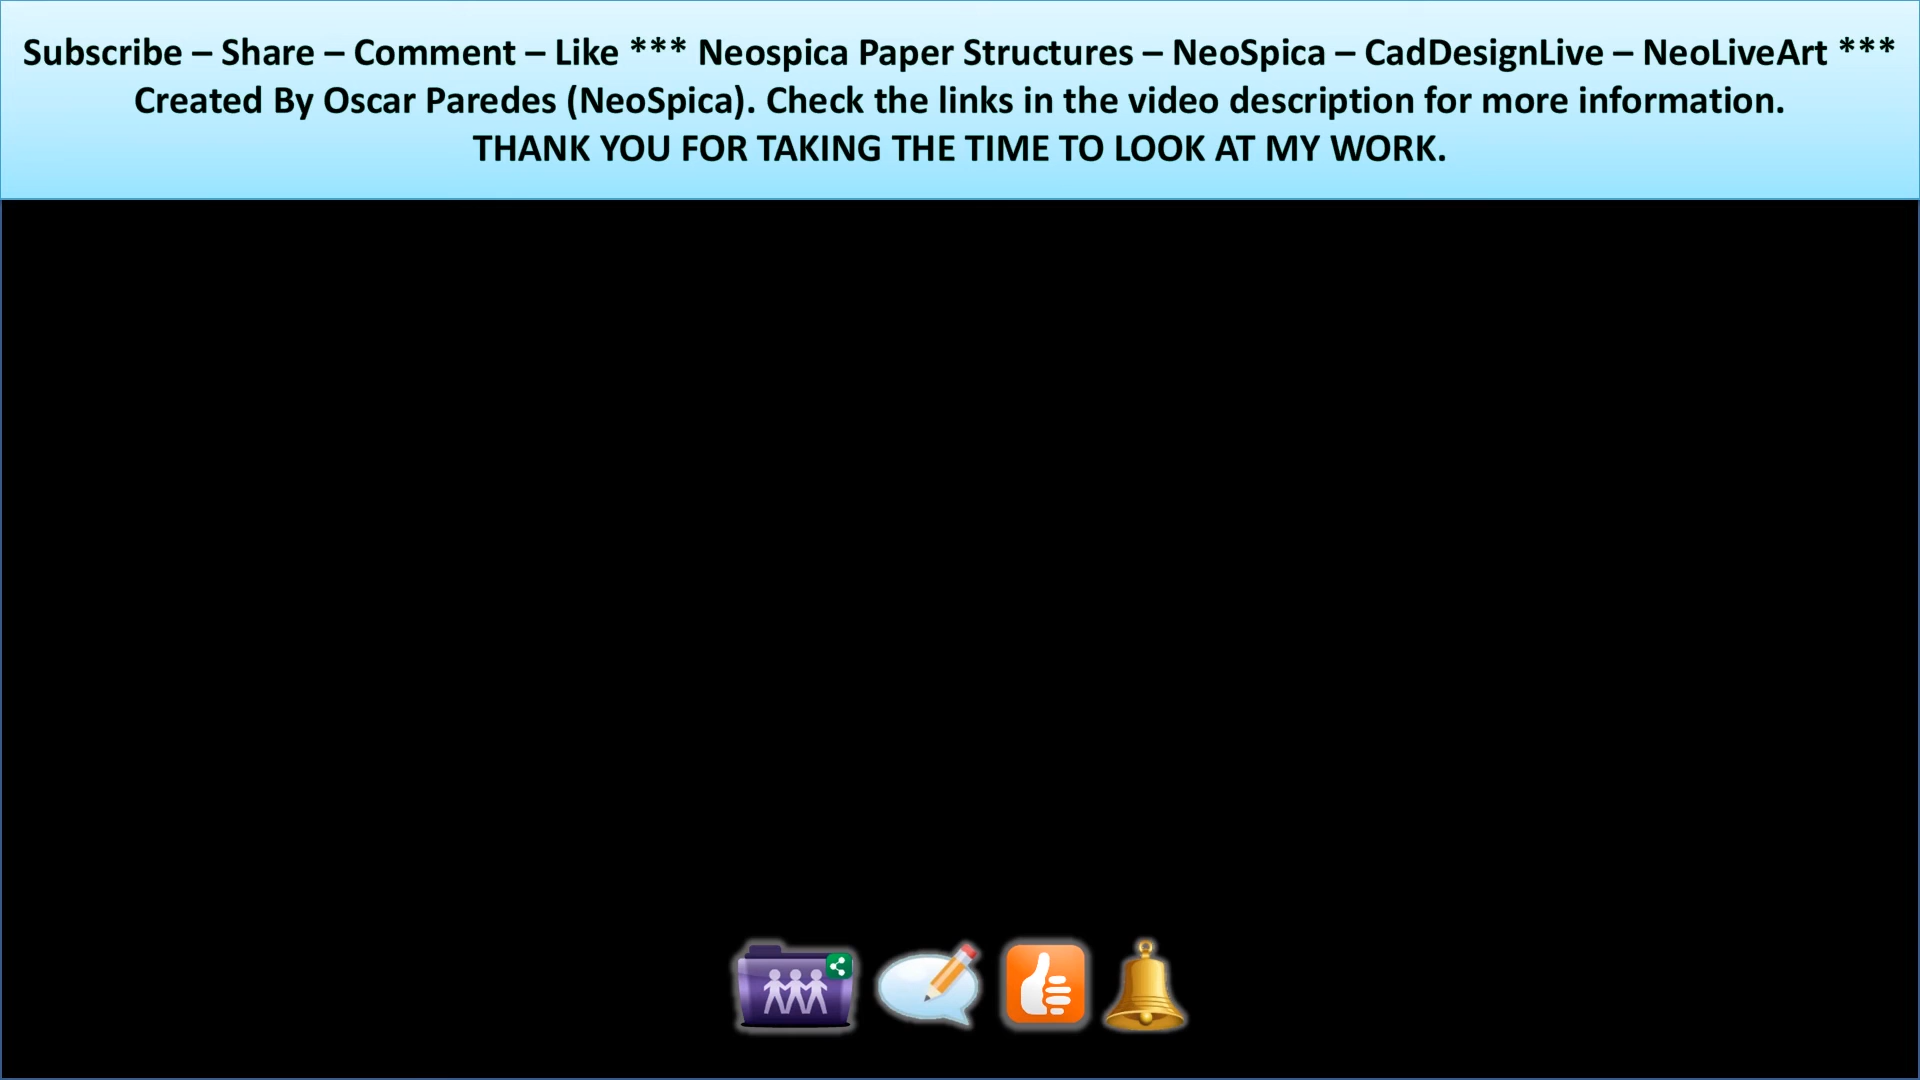 Subscribe – Share – Comment – Like *** Neospica Paper Structures – NeoSpica – CadDesignLive – NeoLiveArt ***
Created By Oscar Paredes (NeoSpica). Check the links in the video description for more information.
THANK YOU FOR TAKING THE TIME TO LOOK AT MY WORK.